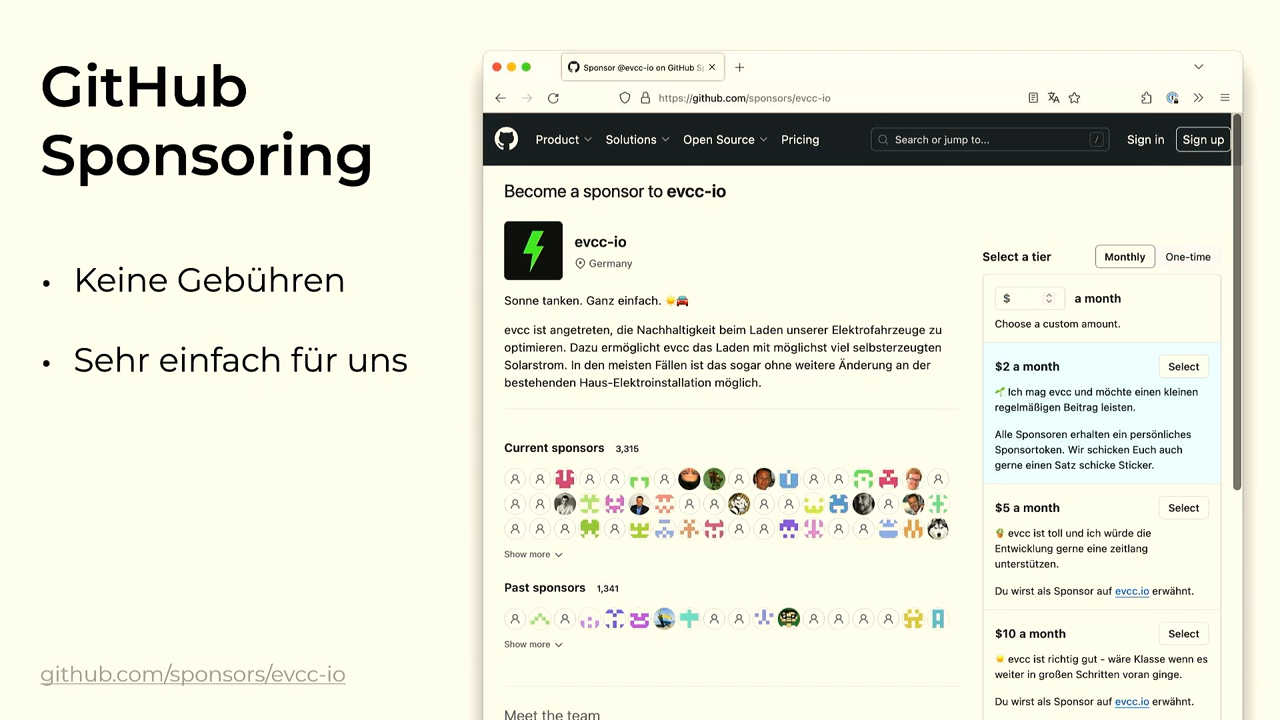 GitHub
Sponsoring
• Keine Gebühren
• Sehr einfach für uns
github.com/sponsors/evcc-io
Sponsor @evcc-io on GitHub S
https://github.com/sponsors/evcc-io
Product
Solutions
Open Source
Pricing
Search or jump to...
/
Sign in
Sign up
Become a sponsor to evcc-io
evcc-io
Germany
Sonne tanken. Ganz einfach. ☀️🚘
evcc ist angetreten, die Nachhaltigkeit beim Laden unserer Elektrofahrzeuge zu
optimieren. Dazu ermöglicht evcc das Laden mit möglichst viel selbsterzeugten
Solarstrom. In den meisten Fällen ist das sogar ohne weitere Änderung an der
bestehenden Haus-Elektroinstallation möglich.
Current sponsors 3,315
Show more
Past sponsors 1,341
Show more
Meet the team
Select a tier
Monthly
One-time
$ a month
Choose a custom amount.
$2 a month
Select
🌱 Ich mag evcc und möchte einen kleinen
regelmäßigen Beitrag leisten.
Alle Sponsoren erhalten ein persönliches
Sponsortoken. Wir schicken Euch auch
gerne einen Satz schicke Sticker.
$5 a month
Select
🪴 evcc ist toll und ich würde die
Entwicklung gerne eine zeitlang
unterstützen.
Du wirst als Sponsor auf evcc.io erwähnt.
$10 a month
Select
☀️ evcc ist richtig gut - wäre Klasse wenn es
weiter in großen Schritten voran ginge.
Du wirst als Sponsor auf evcc.io erwähnt.